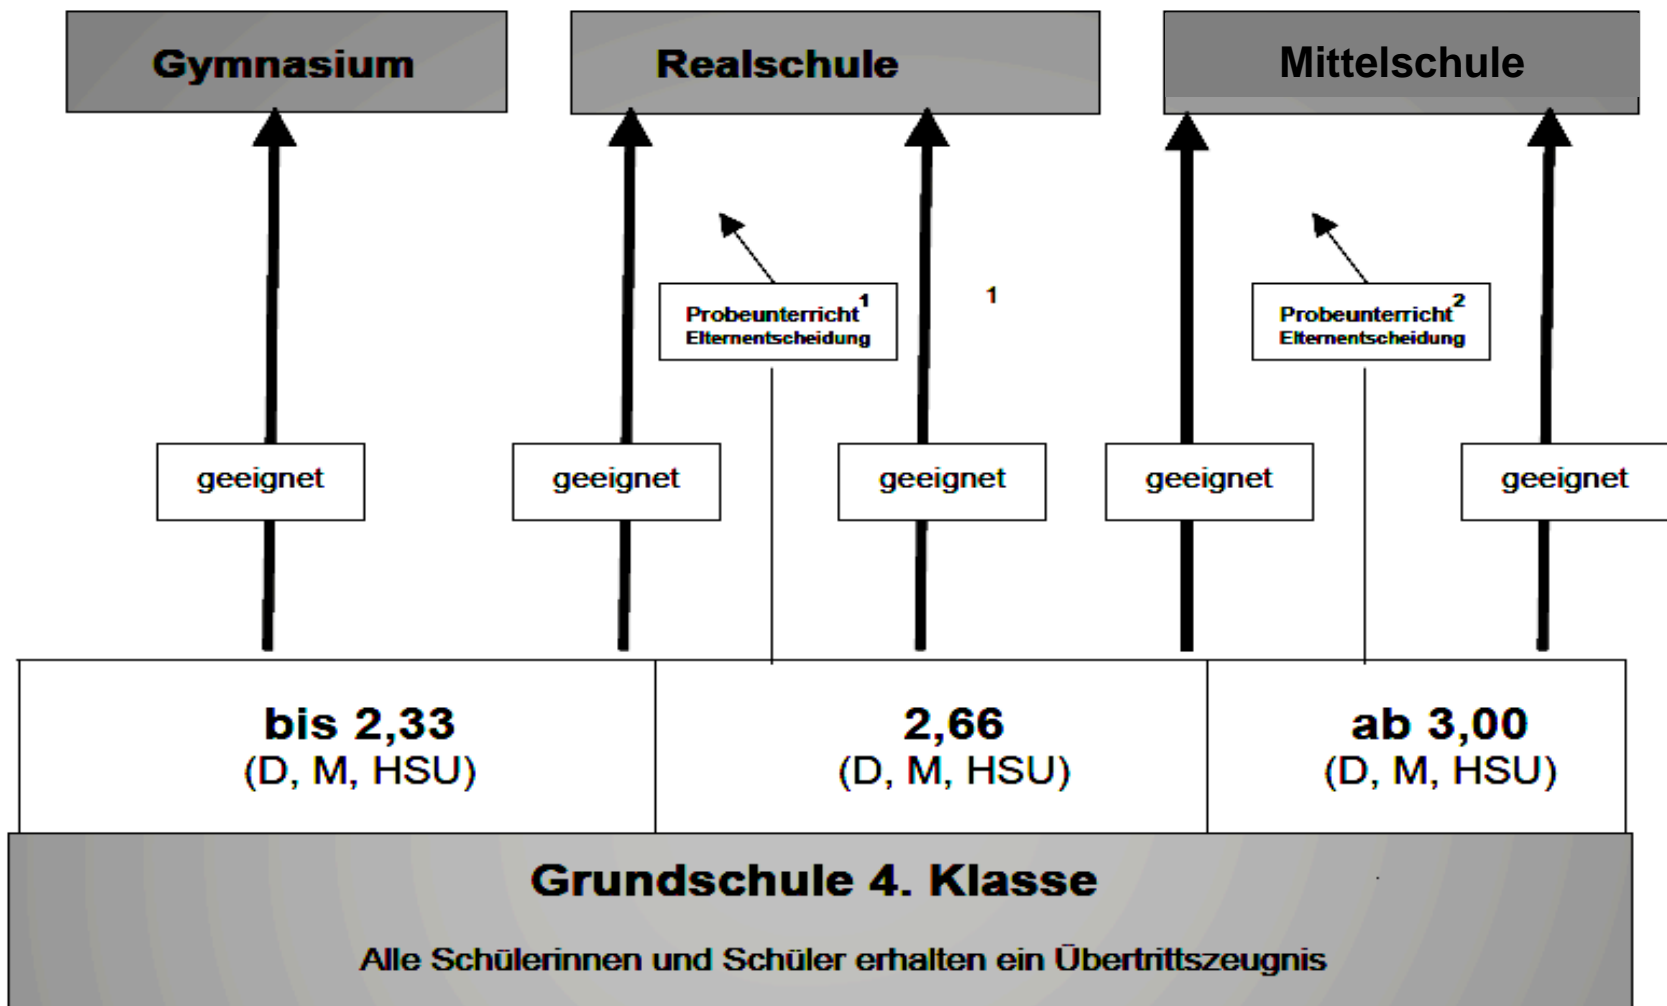 Gymnasium
Realschule
Mittelschule
Probeunterricht1
Elternentscheidung
1
Probeunterricht2
Elternentscheidung
geeignet
geeignet
geeignet
geeignet
geeignet
bis 2,33
(D, M, HSU)
2,66
(D, M, HSU)
ab 3,00
(D, M, HSU)
Grundschule 4. Klasse
Alle Schülerinnen und Schüler erhalten ein Übertrittszeugnis